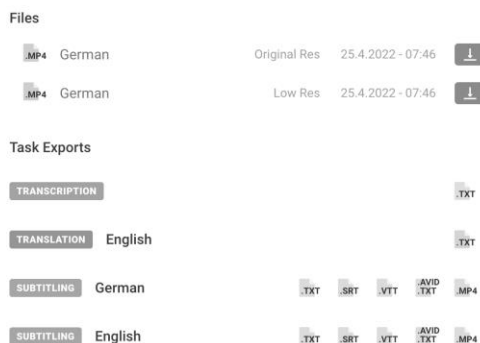 Files
.MP4 German Original Res 25.4.2022 - 07:46
.MP4 German Low Res 25.4.2022 - 07:46
Task Exports
TRANSCRIPTION .TXT
TRANSLATION English .TXT
SUBTITLING German .TXT .SRT .VTT .AVID .TXT .MP4
SUBTITLING English .TXT .SRT .VTT .AVID .TXT .MP4